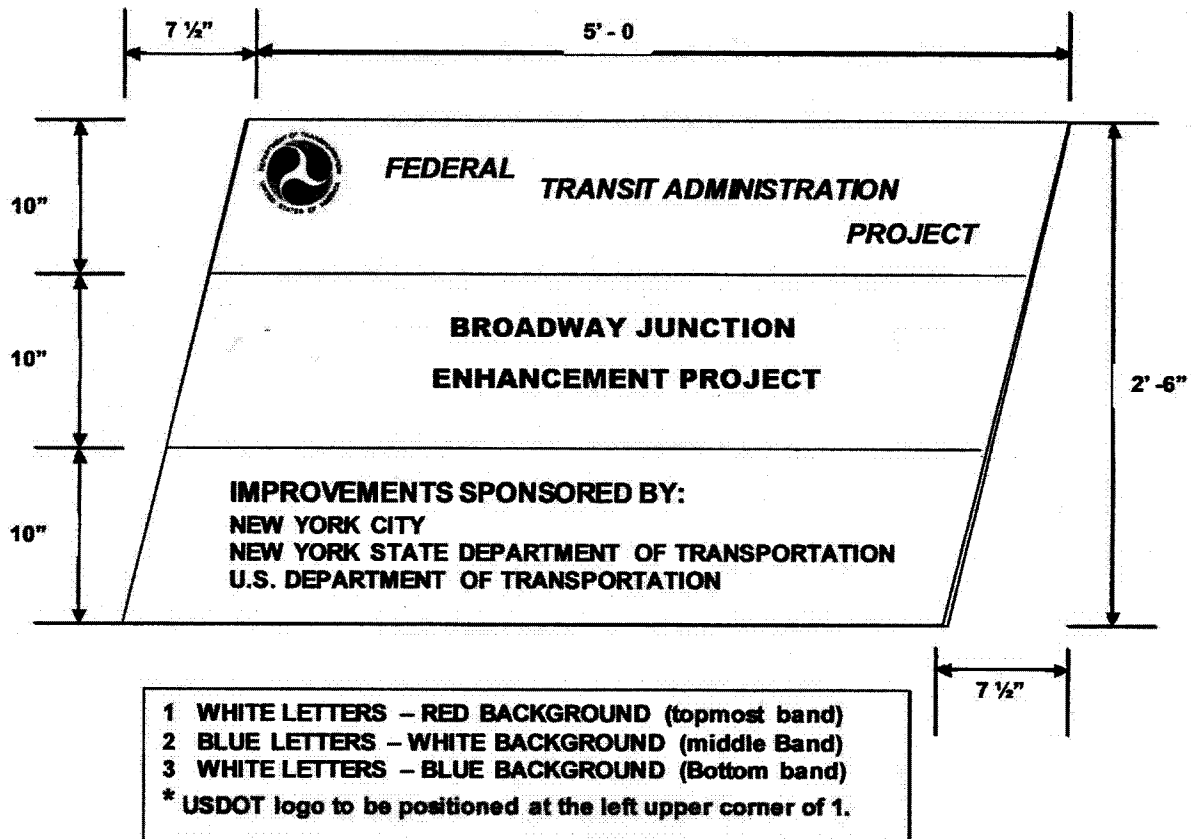 7 ½” 5’ - 0
10”
FEDERAL
TRANSIT ADMINISTRATION
PROJECT
10”
BROADWAY JUNCTION
ENHANCEMENT PROJECT
2’ -6”
10”
IMPROVEMENTS SPONSORED BY:
NEW YORK CITY
NEW YORK STATE DEPARTMENT OF TRANSPORTATION
U.S. DEPARTMENT OF TRANSPORTATION
7 ½”
1 WHITE LETTERS – RED BACKGROUND (topmost band)
2 BLUE LETTERS – WHITE BACKGROUND (middle Band)
3 WHITE LETTERS – BLUE BACKGROUND (Bottom band)
* USDOT logo to be positioned at the left upper corner of 1.